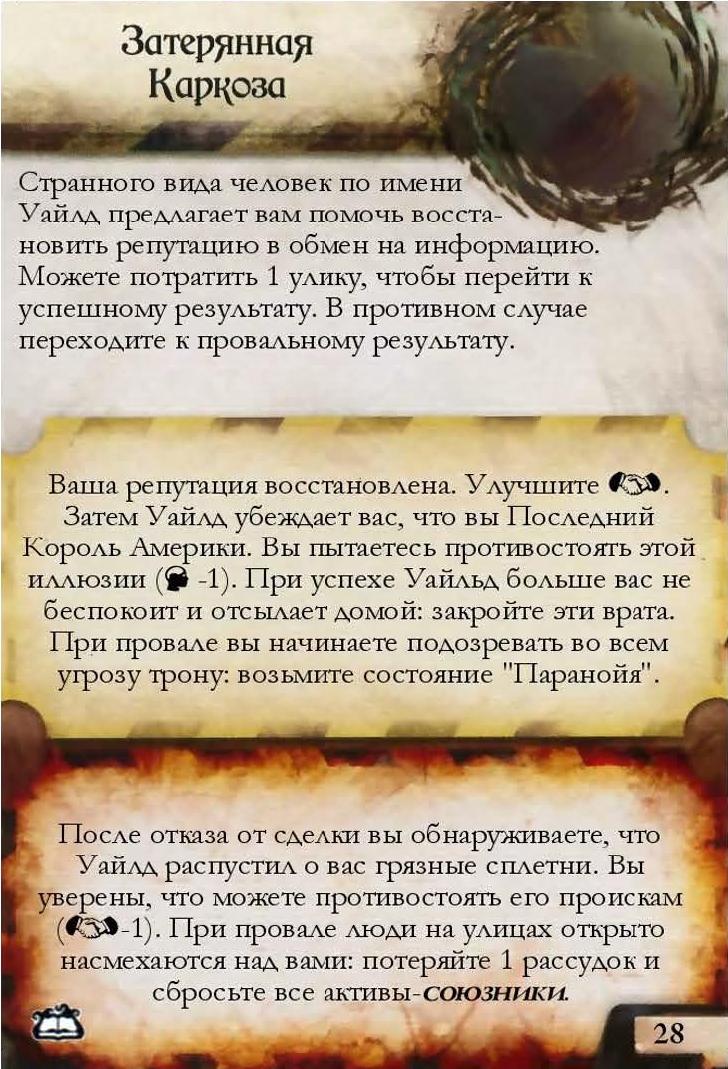 Затерянная
Каркоза
Странного вида человек по имени
Уайлд предлагает вам помочь восста-
новить репутацию в обмен на информацию.
Можете потратить 1 улику, чтобы перейти к
успешному результату. В противном случае
переходите к провальному результату.
Ваша репутация восстановлена. Улучшите .
Затем Уайлд убеждает вас, что вы Последний
Король Америки. Вы пытаетесь противостоять этой
иллюзии ( -1). При успехе Уайльд больше вас не
беспокоит и отсылает домой: закройте эти врата.
При провале вы начинаете подозревать во всем
угрозу трону: возьмите состояние "Паранойя".
После отказа от сделки вы обнаруживаете, что
Уайлд распустил о вас грязные сплетни. Вы
уверены, что можете противостоять его проискам
( -1). При провале люди на улицах открыто
насмехаются над вами: потеряйте 1 рассудок и
сбросьте все активы-СОЮЗНИКИ.
28